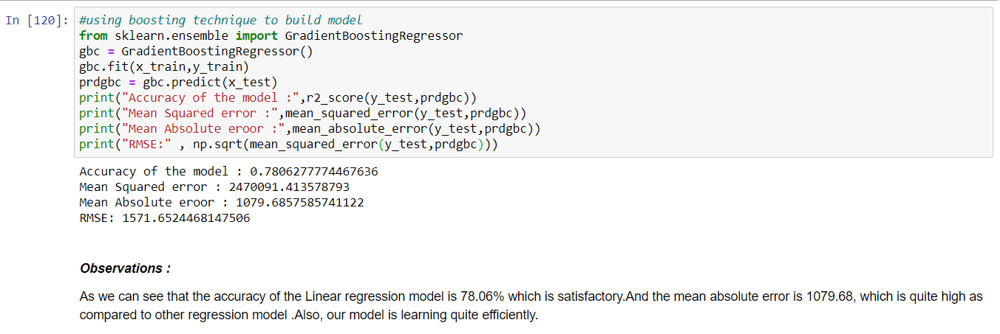 In [120]: #using boosting technique to build model
from sklearn.ensemble import GradientBoostingRegressor
gbc = GradientBoostingRegressor()
gbc.fit(x_train,y_train)
prdgbc = gbc.predict(x_test)
print("Accuracy of the model :",r2_score(y_test,prdgbc))
print("Mean Squared error :",mean_squared_error(y_test,prdgbc))
print("Mean Absolute eroor :",mean_absolute_error(y_test,prdgbc))
print("RMSE:" , np.sqrt(mean_squared_error(y_test,prdgbc)))
Accuracy of the model : 0.7806277774467636
Mean Squared error : 2470091.413578793
Mean Absolute eroor : 1079.6857585741122
RMSE: 1571.6524468147506
Observations :
As we can see that the accuracy of the Linear regression model is 78.06% which is satisfactory.And the mean absolute error is 1079.68, which is quite high as
compared to other regression model .Also, our model is learning quite efficiently.